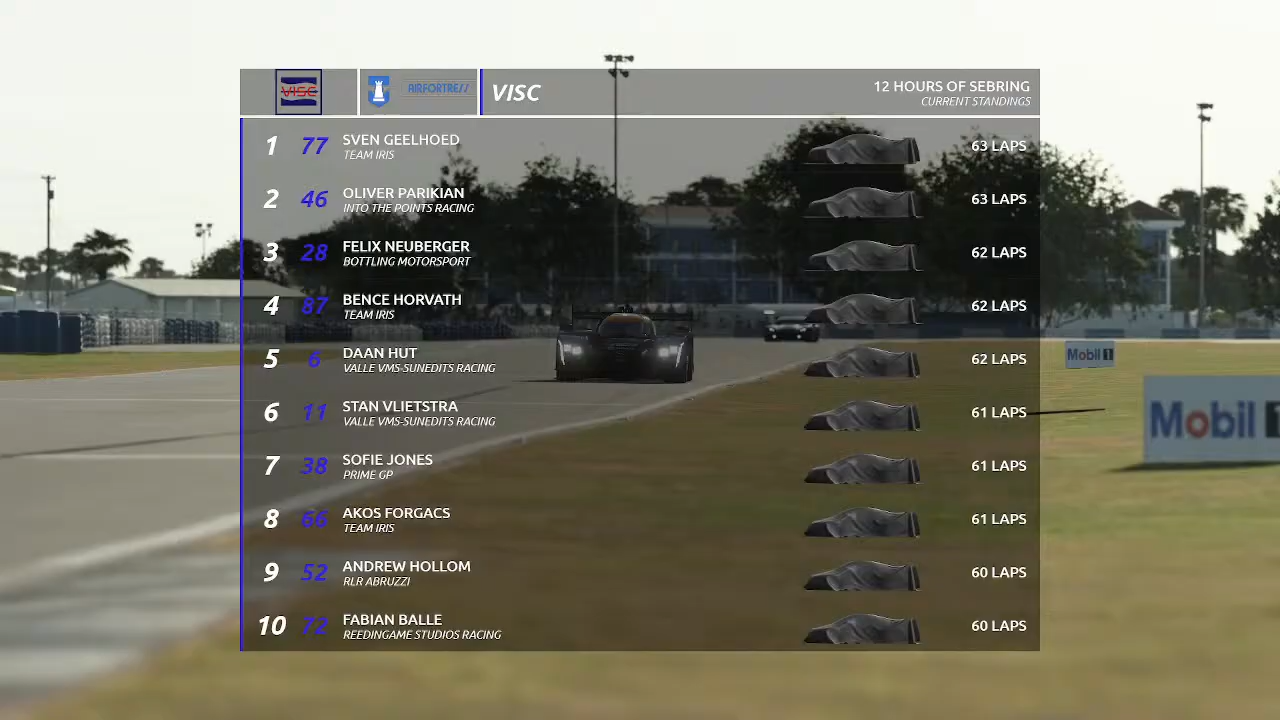 VISC
AIRFORTRESS
VISC
12 HOURS OF SEBRING
CURRENT STANDINGS
1 77 SVEN GEELHOED 63 LAPS
TEAM IRIS
2 46 OLIVER PARIKIAN 63 LAPS
INTO THE POINTS RACING
3 28 FELIX NEUBERGER 62 LAPS
BOTTLING MOTORSPORT
4 87 BENCE HORVATH 62 LAPS
TEAM IRIS
5 6 DAAN HUT 62 LAPS
VALLE VMS-SUNEDITS RACING
6 11 STAN VLIETSTRA 61 LAPS
VALLE VMS-SUNEDITS RACING
7 38 SOFIE JONES 61 LAPS
PRIME GP
8 66 AKOS FORGACS 61 LAPS
TEAM IRIS
9 52 ANDREW HOLLOM 60 LAPS
RLR ABRUZZI
10 72 FABIAN BALLE 60 LAPS
REEDINGAME STUDIOS RACING
Mobil 1
Mobil 1